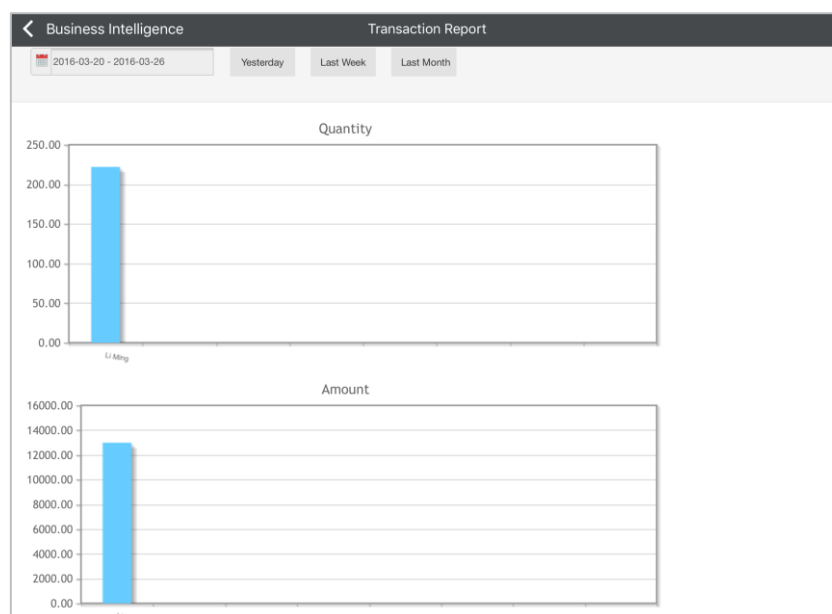 Business Intelligence
Transaction Report
2016-03-20 - 2016-03-26
Yesterday
Last Week
Last Month
Quantity
250.00
200.00
150.00
100.00
50.00
0.00
Li Ming
Amount
16000.00
14000.00
12000.00
10000.00
8000.00
6000.00
4000.00
2000.00
0.00